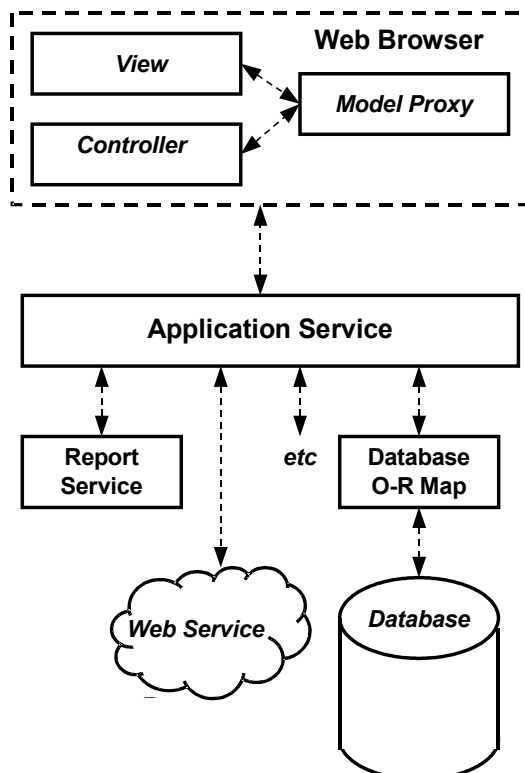 Web Browser
View
Model Proxy
Controller
Application Service
Report
Service
etc
Database
O-R Map
Web Service
Database